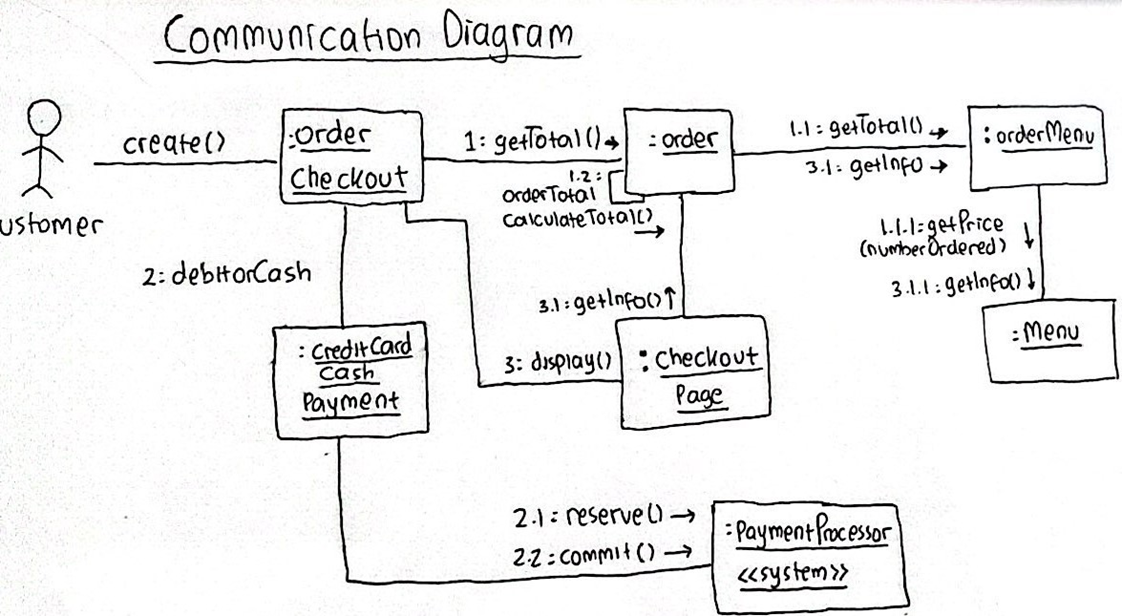 Communication Diagram
create()
ustomer
:order
Checkout
1: getTotal()→
:order
1.1: getTotal() →
3.1: getInfo →
:orderMenu
1.2:
orderTotal
CalculateTotal()
→
1.1.1:getPrice
(numberOrdered) ↓
3.1.1: getInfo() ↓
:Menu
2: debitorCash
3.1:getInfo()↑
:CreditCard
Cash
Payment
3: display()
:Checkout
Page
2.1: reserve() →
2.2: commit() →
:PaymentProcessor
<<system>>